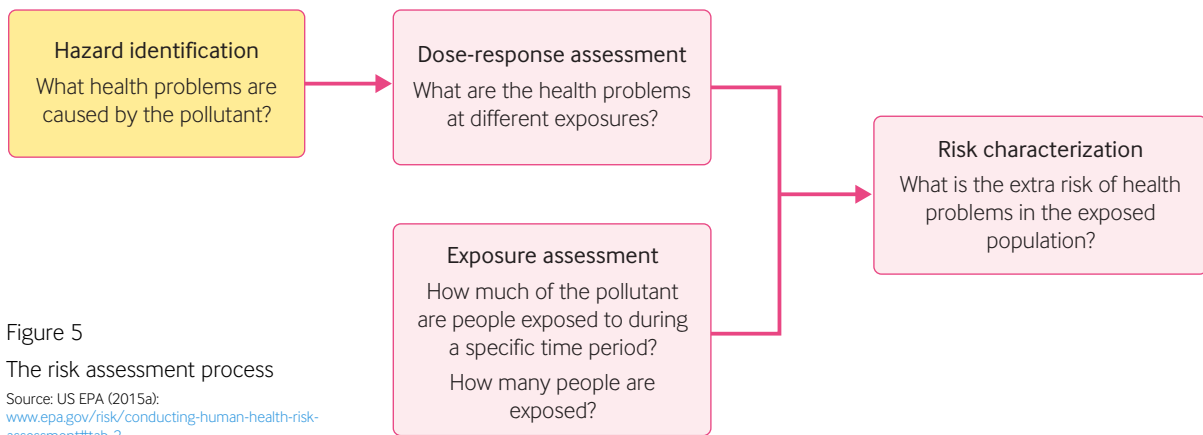 Hazard identification
What health problems are
caused by the pollutant?
Dose-response assessment
What are the health problems
at different exposures?
Exposure assessment
How much of the pollutant
are people exposed to during
a specific time period?
How many people are
exposed?
Risk characterization
What is the extra risk of health
problems in the exposed
population?
Figure 5
The risk assessment process
Source: US EPA (2015a):
www.epa.gov/risk/conducting-human-health-risk-